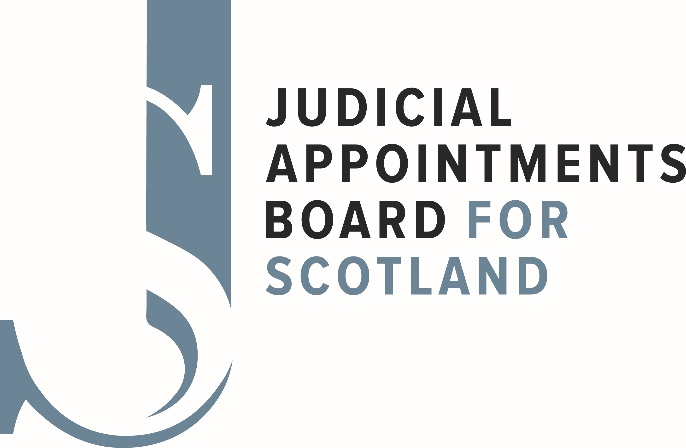 JUDICIAL
APPOINTMENTS
BOARD FOR
SCOTLAND